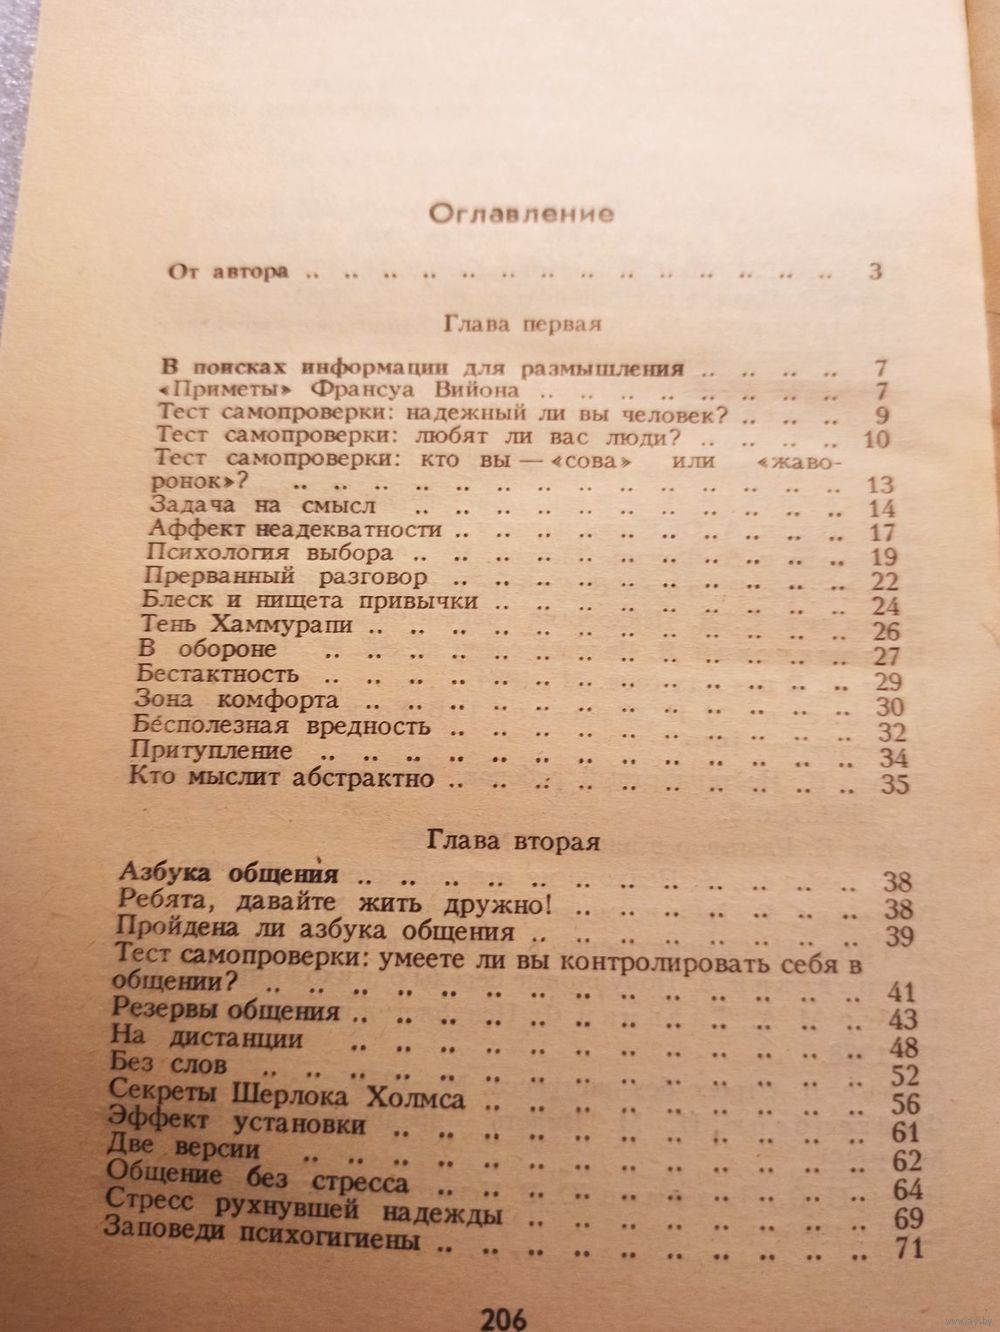 Оглавление
От автора .. .. .. .. .. .. .. .. .. .. .. .. .. .. 3
Глава первая
В поисках информации для размышления .. .. .. .. 7
«Приметы» Франсуа Вийона .. .. .. .. .. .. .. .. 7
Тест самопроверки: надежный ли вы человек? .. .. .. 9
Тест самопроверки: любят ли вас люди? .. .. .. .. 10
Тест самопроверки: кто вы — «сова» или «жаво-
ронок»? .. .. .. .. .. .. .. .. .. .. .. .. .. .. 13
Задача на смысл .. .. .. .. .. .. .. .. .. .. .. 14
Аффект неадекватности .. .. .. .. .. .. .. .. .. .. 17
Психология выбора .. .. .. .. .. .. .. .. .. .. .. 19
Прерванный разговор .. .. .. .. .. .. .. .. .. .. 22
Блеск и нищета привычки .. .. .. .. .. .. .. .. .. 24
Тень Хаммурапи .. .. .. .. .. .. .. .. .. .. .. .. 26
В обороне .. .. .. .. .. .. .. .. .. .. .. .. .. 27
Бестактность .. .. .. .. .. .. .. .. .. .. .. .. .. 29
Зона комфорта .. .. .. .. .. .. .. .. .. .. .. .. 30
Бесполезная вредность .. .. .. .. .. .. .. .. .. .. 32
Притупление .. .. .. .. .. .. .. .. .. .. .. .. .. 34
Кто мыслит абстрактно .. .. .. .. .. .. .. .. .. .. 35
Глава вторая
Азбука общения .. .. .. .. .. .. .. .. .. .. .. .. 38
Ребята, давайте жить дружно! .. .. .. .. .. .. .. 38
Пройдена ли азбука общения .. .. .. .. .. .. .. .. 39
Тест самопроверки: умеете ли вы контролировать себя в
общении? .. .. .. .. .. .. .. .. .. .. .. .. .. .. 41
Резервы общения .. .. .. .. .. .. .. .. .. .. .. .. 43
На дистанции .. .. .. .. .. .. .. .. .. .. .. .. 48
Без слов .. .. .. .. .. .. .. .. .. .. .. .. .. .. 52
Секреты Шерлока Холмса .. .. .. .. .. .. .. .. .. 56
Эффект установки .. .. .. .. .. .. .. .. .. .. .. 61
Две версии .. .. .. .. .. .. .. .. .. .. .. .. .. 62
Общение без стресса .. .. .. .. .. .. .. .. .. .. 64
Стресс рухнувшей надежды .. .. .. .. .. .. .. .. 69
Заповеди психогигиены .. .. .. .. .. .. .. .. .. .. 71
206
www.ay.by